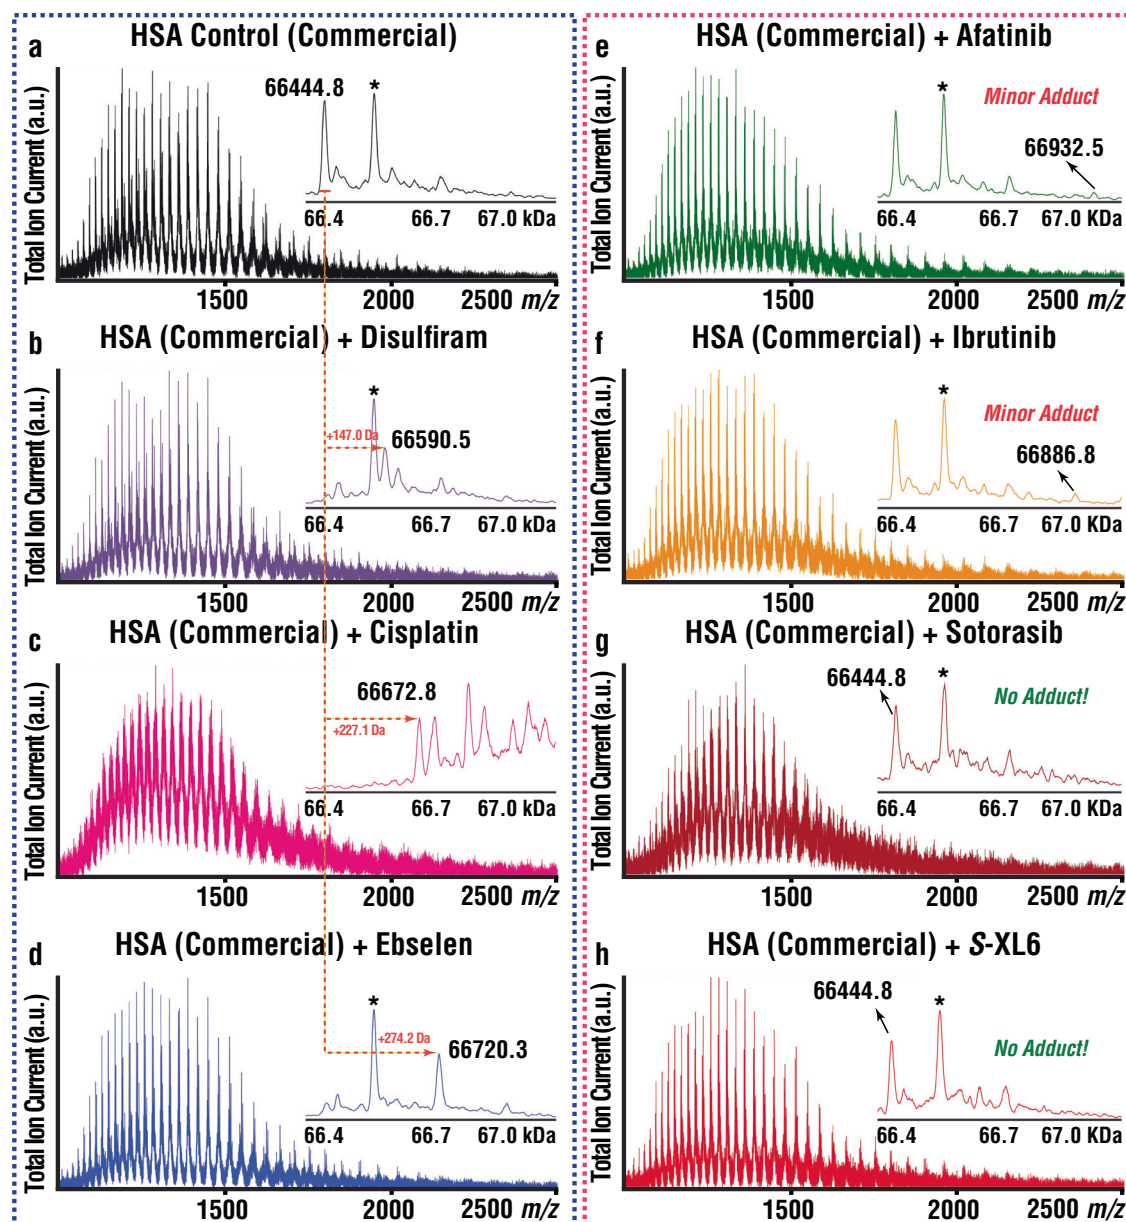 a
HSA Control (Commercial)
Total Ion Current (a.u.)
66444.8
*
66.4 66.7 67.0 kDa
1500 2000 2500 m/z
b
HSA (Commercial) + Disulfiram
Total Ion Current (a.u.)
*
+147.0 Da
66590.5
66.4 66.7 67.0 kDa
1500 2000 2500 m/z
c
HSA (Commercial) + Cisplatin
Total Ion Current (a.u.)
66672.8
+227.1 Da
66.4 66.7 67.0 kDa
1500 2000 2500 m/z
d
HSA (Commercial) + Ebselen
Total Ion Current (a.u.)
*
+274.2 Da
66720.3
66.4 66.7 67.0 kDa
1500 2000 2500 m/z
e
HSA (Commercial) + Afatinib
Total Ion Current (a.u.)
*
Minor Adduct
66932.5
66.4 66.7 67.0 kDa
1500 2000 2500 m/z
f
HSA (Commercial) + Ibrutinib
Total Ion Current (a.u.)
*
Minor Adduct
66886.8
66.4 66.7 67.0 kDa
1500 2000 2500 m/z
g
HSA (Commercial) + Sotorasib
Total Ion Current (a.u.)
66444.8
*
No Adduct!
66.4 66.7 67.0 kDa
1500 2000 2500 m/z
h
HSA (Commercial) + S-XL6
Total Ion Current (a.u.)
66444.8
*
No Adduct!
66.4 66.7 67.0 kDa
1500 2000 2500 m/z